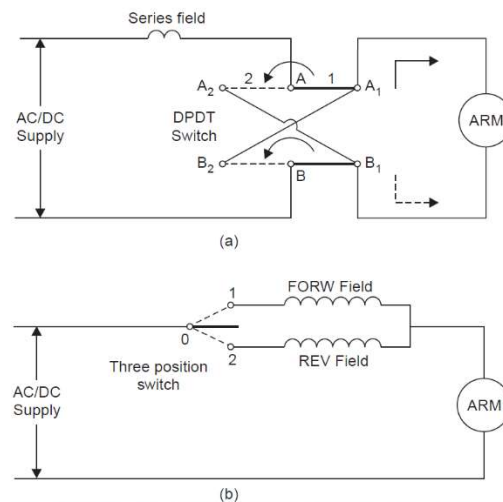 Series field
2
A
1
A₂
A₁
AC/DC
Supply
DPDT
Switch
ARM
B₂
B
B₁
(a)
1
FORW Field
0
2
REV Field
Three position
switch
AC/DC
Supply
ARM
(b)